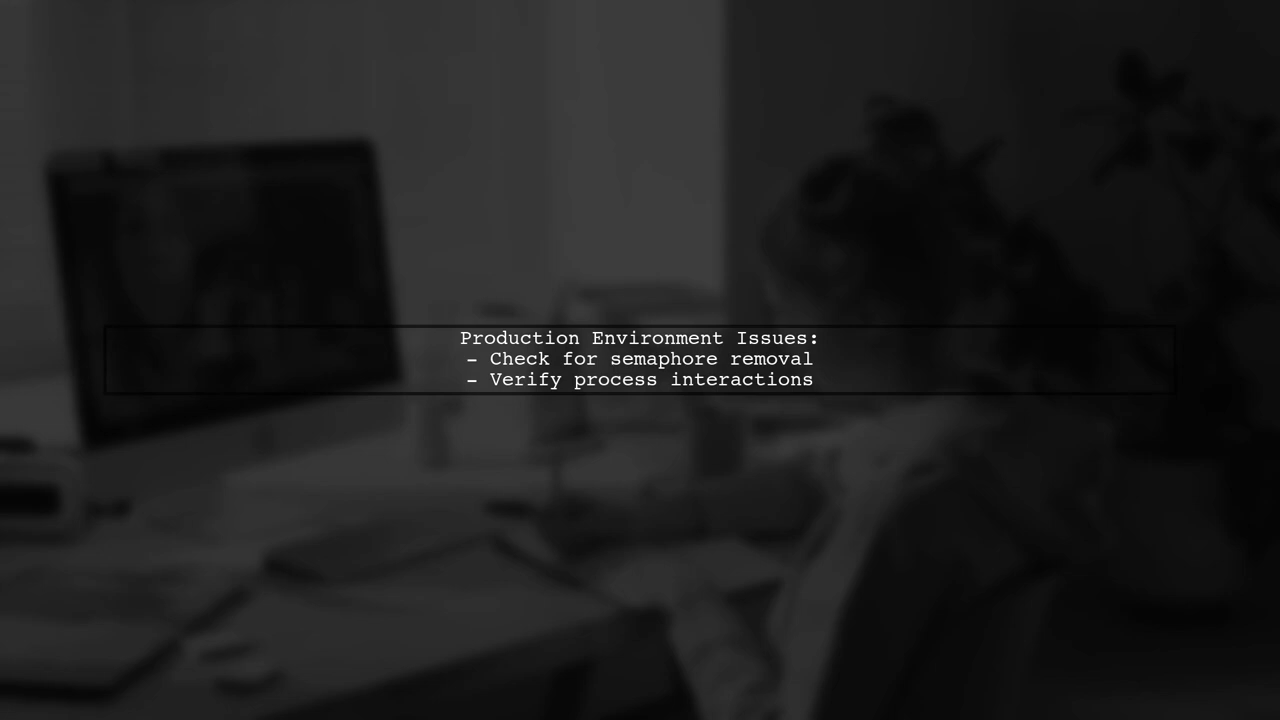 Production Environment Issues:
- Check for semaphore removal
- Verify process interactions